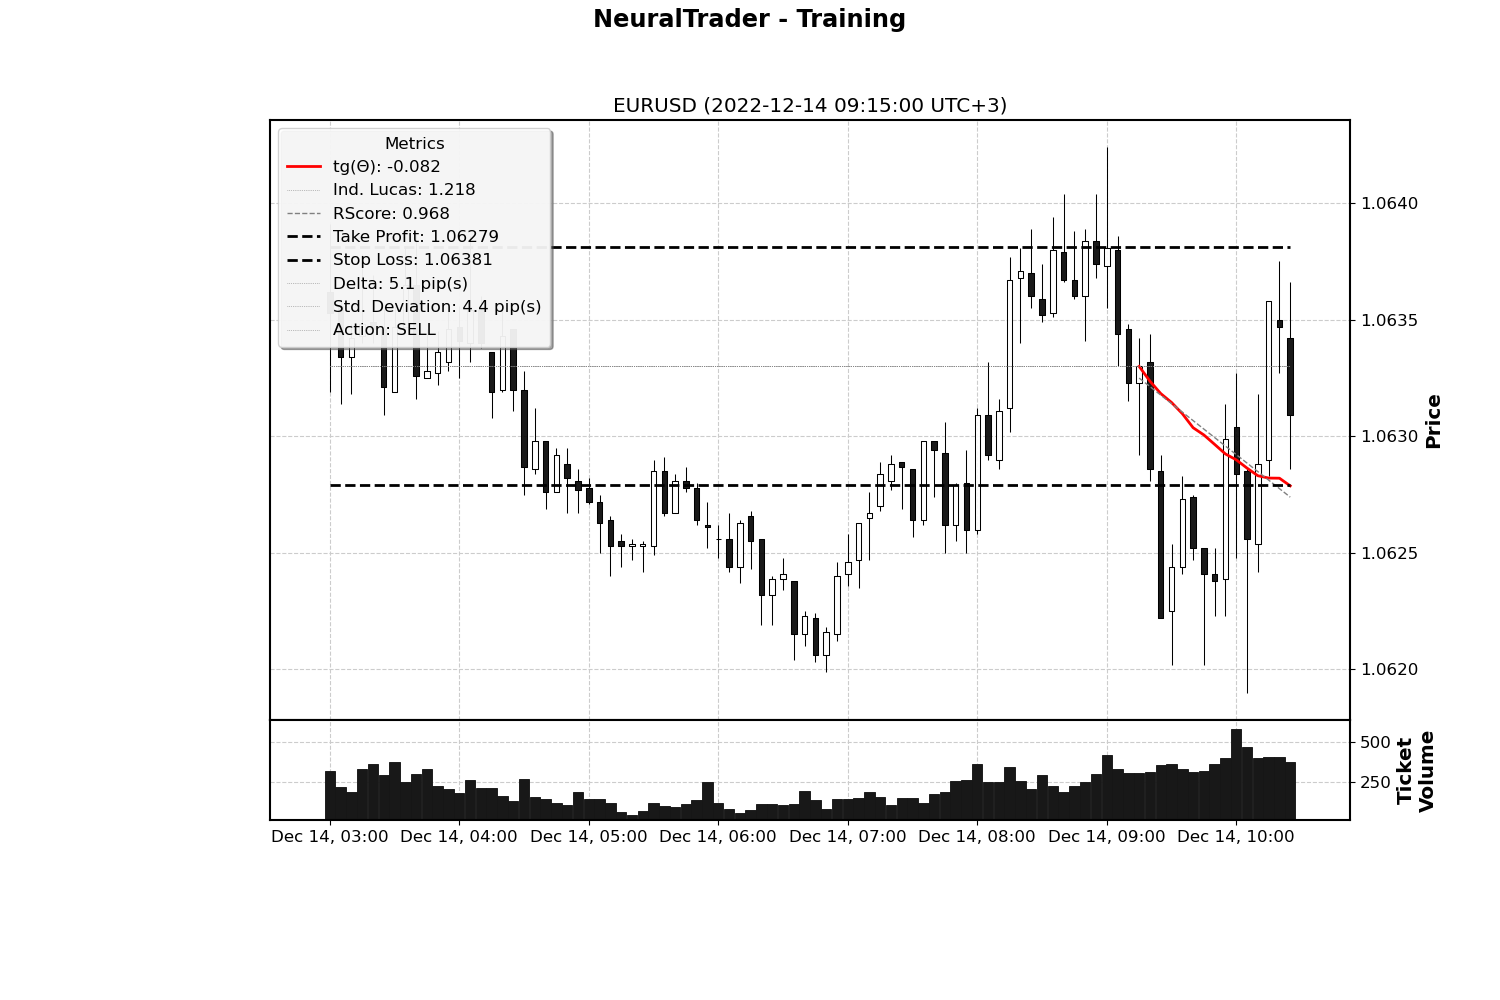 NeuralTrader - Training
EURUSD (2022-12-14 09:15:00 UTC+3)
Metrics
tg(Θ): -0.082
Ind. Lucas: 1.218
RScore: 0.968
Take Profit: 1.06279
Stop Loss: 1.06381
Delta: 5.1 pip(s)
Std. Deviation: 4.4 pip(s)
Action: SELL
1.0640
1.0635
1.0630
1.0625
1.0620
Price
500
250
Ticket
Volume
Dec 14, 03:00
Dec 14, 04:00
Dec 14, 05:00
Dec 14, 06:00
Dec 14, 07:00
Dec 14, 08:00
Dec 14, 09:00
Dec 14, 10:00